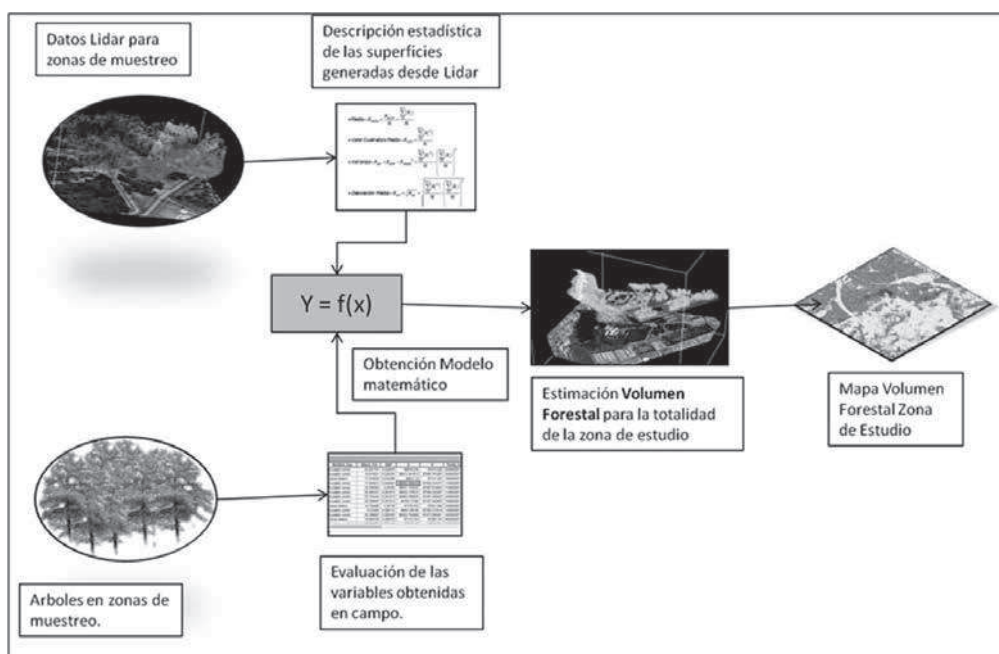 Datos Lidar para
zonas de muestreo
Descripción estadística
de las superficies
generadas desde Lidar
Y = f(x)
Obtención Modelo
matemático
Estimación Volumen
Forestal para la totalidad
de la zona de estudio
Mapa Volumen
Forestal Zona
de Estudio
Arboles en zonas de
muestreo.
Evaluación de las
variables obtenidas
en campo.